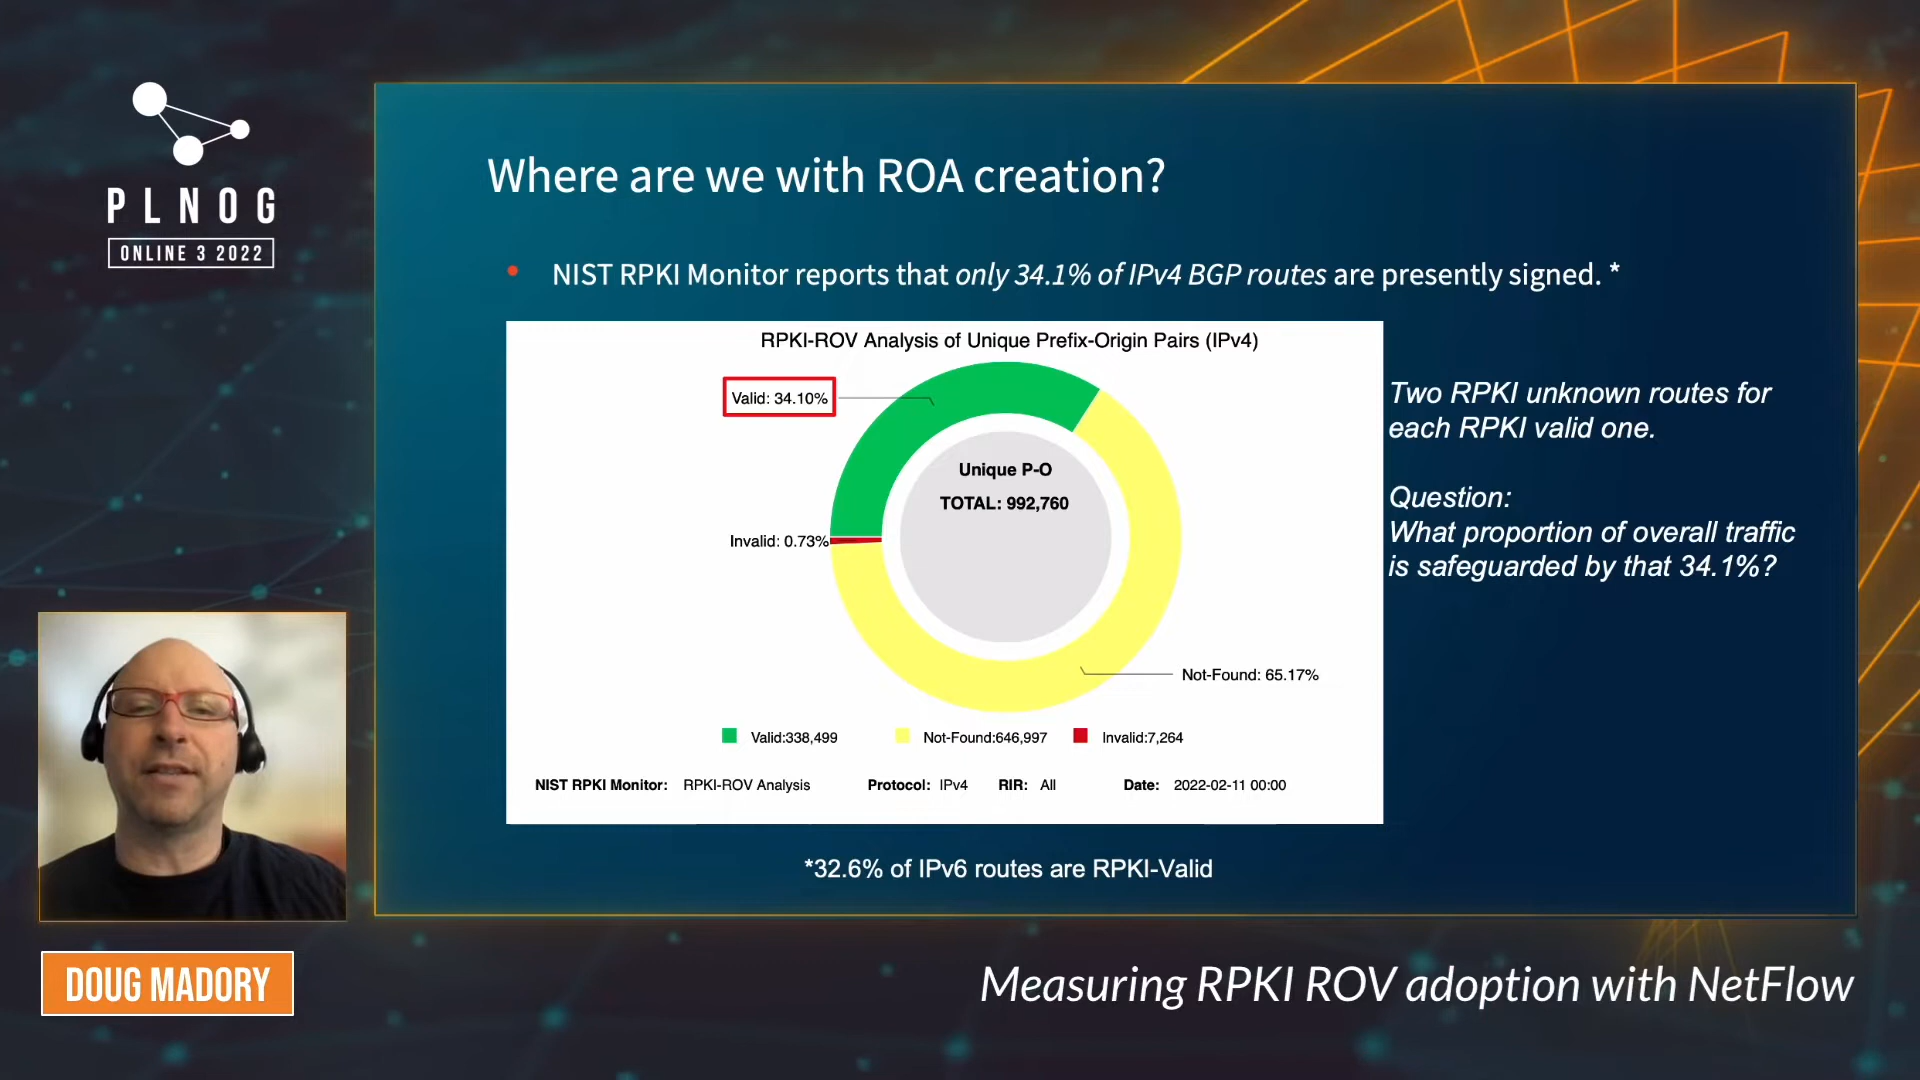 PLNOG
ONLINE 3 2022
Where are we with ROA creation?
• NIST RPKI Monitor reports that only 34.1% of IPv4 BGP routes are presently signed. *
RPKI-ROV Analysis of Unique Prefix-Origin Pairs (IPv4)
Valid: 34.10%
Unique P-O
TOTAL: 992,760
Invalid: 0.73%
Not-Found: 65.17%
Valid:338,499 Not-Found:646,997 Invalid:7,264
NIST RPKI Monitor: RPKI-ROV Analysis Protocol: IPv4 RIR: All Date: 2022-02-11 00:00
Two RPKI unknown routes for
each RPKI valid one.
Question:
What proportion of overall traffic
is safeguarded by that 34.1%?
*32.6% of IPv6 routes are RPKI-Valid
DOUG MADORY
Measuring RPKI ROV adoption with NetFlow